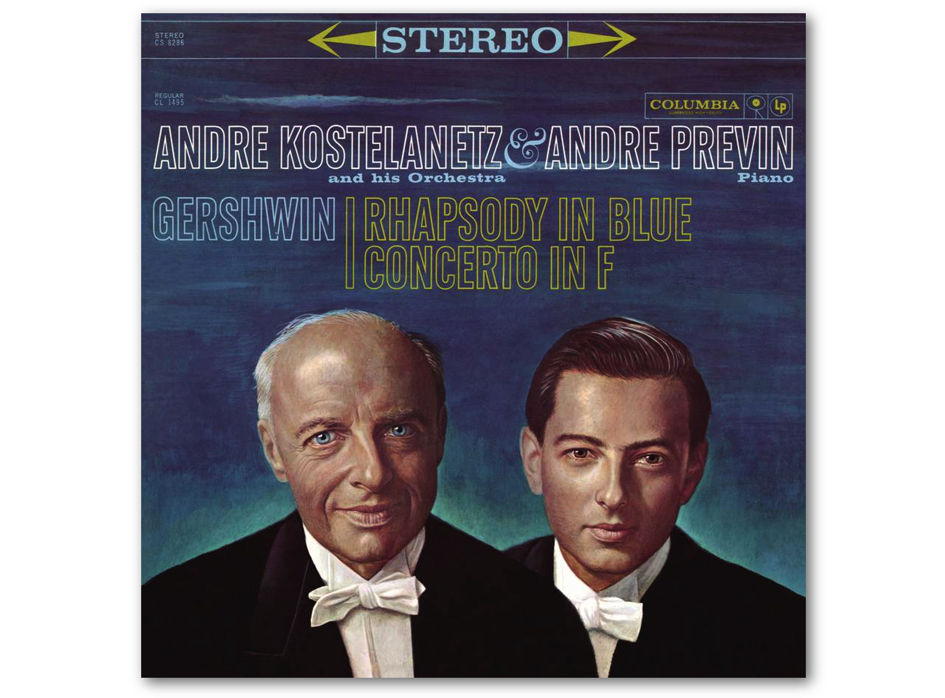 STEREO
CS 8286
STEREO
REGULAR
CL 1495
COLUMBIA
Lp
ANDRE KOSTELANETZ & ANDRE PREVIN
and his Orchestra
Piano
GERSHWIN
RHAPSODY IN BLUE
CONCERTO IN F